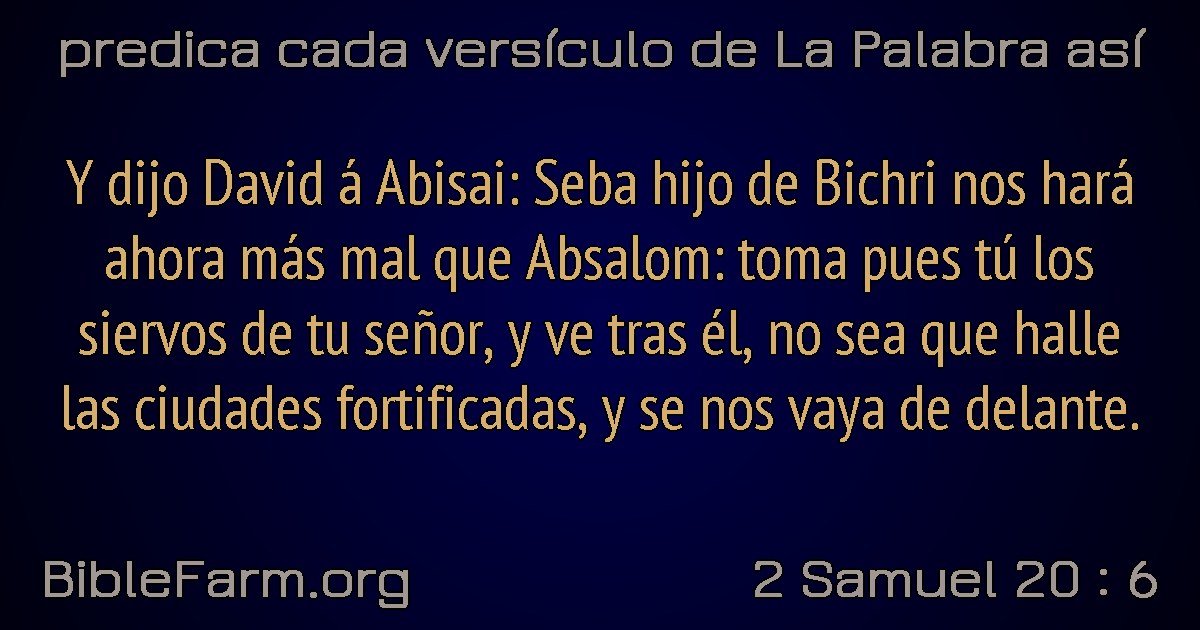 predica cada versículo de La Palabra así
Y dijo David á Abisai: Seba hijo de Bichri nos hará
ahora más mal que Absalom: toma pues tú los
siervos de tu señor, y ve tras él, no sea que halle
las ciudades fortificadas, y se nos vaya de delante.
BibleFarm.org
2 Samuel 20 : 6